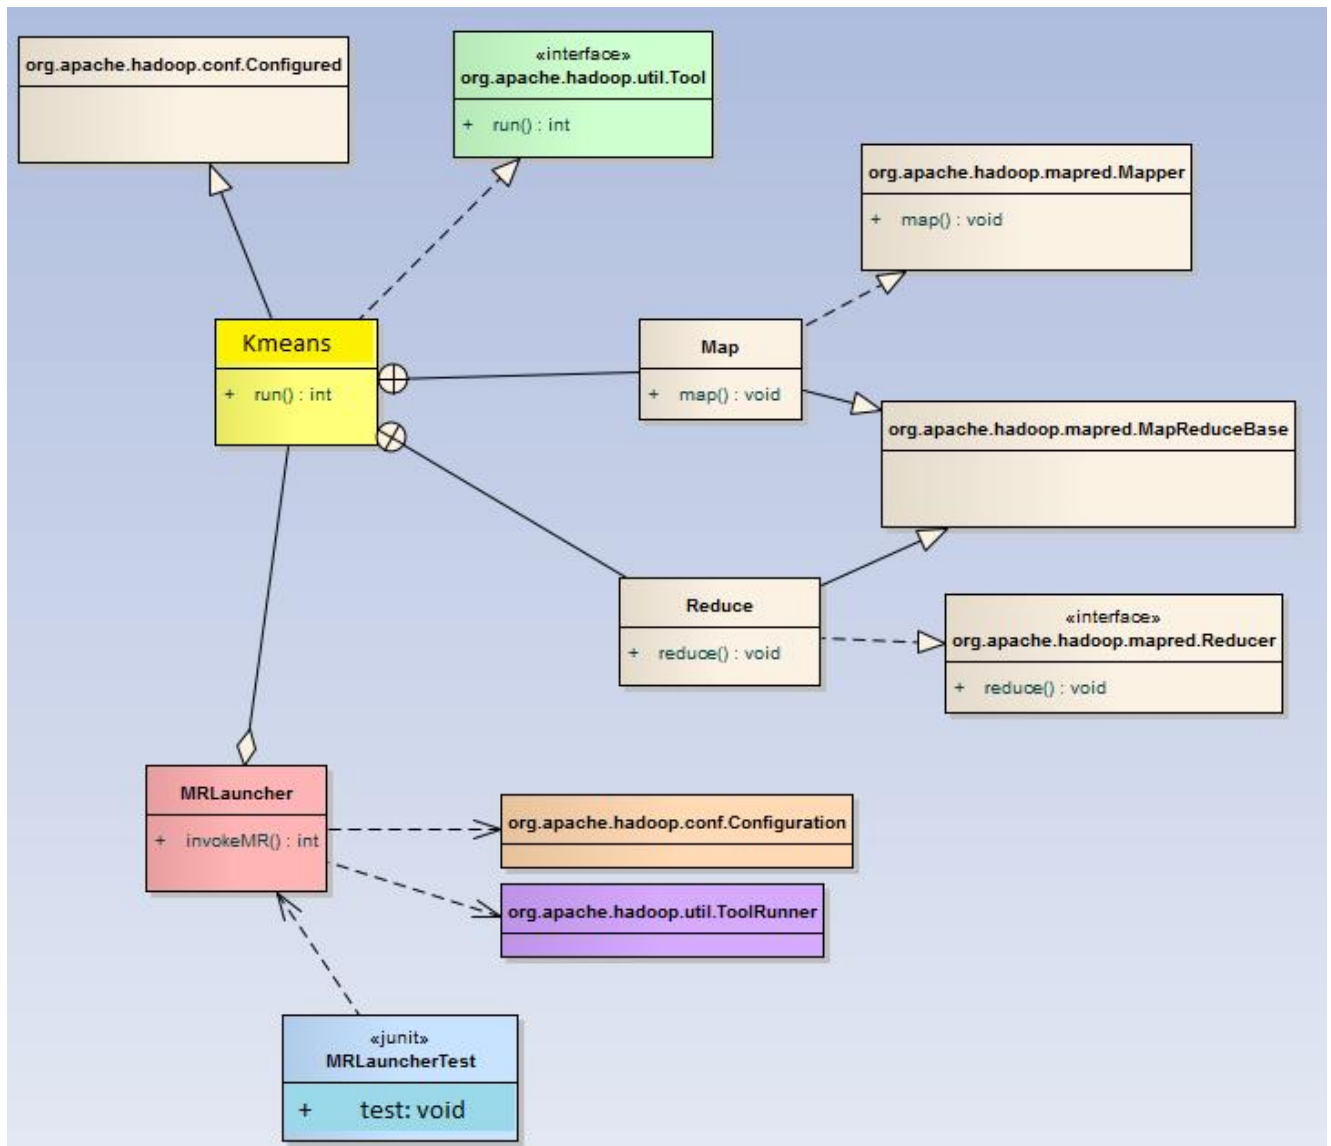 org.apache.hadoop.conf.Configured
«interface»
org.apache.hadoop.util.Tool
+ run() : int
org.apache.hadoop.mapred.Mapper
+ map() : void
Kmeans
+ run() : int
Map
+ map() : void
org.apache.hadoop.mapred.MapReduceBase
Reduce
+ reduce() : void
«interface»
org.apache.hadoop.mapred.Reducer
+ reduce() : void
MRLauncher
+ invokeMR() : int
org.apache.hadoop.conf.Configuration
org.apache.hadoop.util.ToolRunner
«junit»
MRLauncherTest
+ test: void